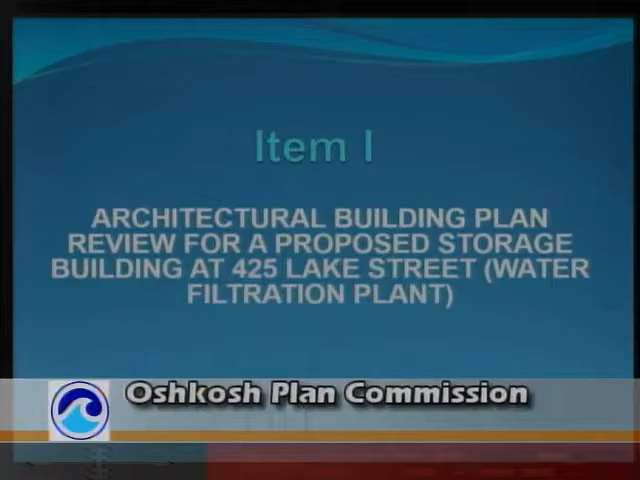 Item I
ARCHITECTURAL BUILDING PLAN
REVIEW FOR A PROPOSED STORAGE
BUILDING AT 425 LAKE STREET (WATER
FILTRATION PLANT)
Oshkosh Plan Commission